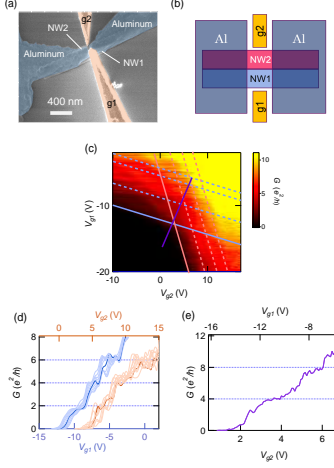 (a)
g2
NW2
Aluminum
Aluminum
NW1
400 nm
g1
(b)
g2
Al
Al
NW2
NW1
g1
(c)
V_g1 (V)
-10
-20
-10
0
10
V_g2 (V)
10
5
0
G (e²/h)
(d)
V_g2 (V)
0
5
10
15
G (e²/h)
8
6
4
2
0
-15
-10
-5
0
V_g1 (V)
(e)
V_g1 (V)
-16
-12
-8
G (e²/h)
8
4
0
2
4
6
V_g2 (V)